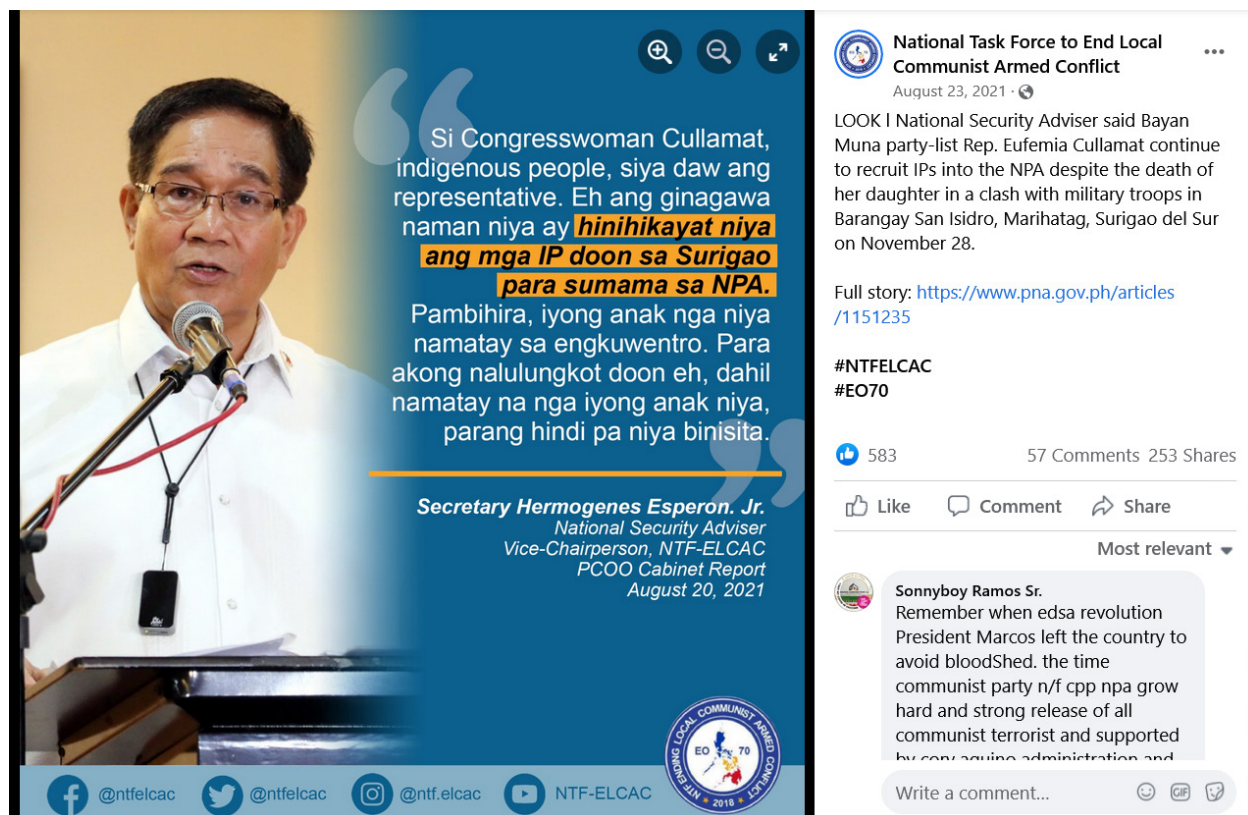 Si Congresswoman Cullamat,
indigenous people, siya daw ang
representative. Eh ang ginagawa
naman niya ay hinihikayat niya
ang mga IP doon sa Surigao
para sumama sa NPA.
Pambihira, iyong anak nga niya
namatay sa engkuwentro. Para
akong nalulungkot doon eh, dahil
namatay na nga iyong anak niya,
parang hindi pa niya binisita.
Secretary Hermogenes Esperon. Jr.
National Security Adviser
Vice-Chairperson, NTF-ELCAC
PCOO Cabinet Report
August 20, 2021
NTF ENDING LOCAL COMMUNIST ARMED CONFLICT
EO 70
2018
@ntfelcac
@ntfelcac
@ntf.elcac
NTF-ELCAC
National Task Force to End Local
Communist Armed Conflict
August 23, 2021 ·
LOOK l National Security Adviser said Bayan
Muna party-list Rep. Eufemia Cullamat continue
to recruit IPs into the NPA despite the death of
her daughter in a clash with military troops in
Barangay San Isidro, Marihatag, Surigao del Sur
on November 28.
Full story: https://www.pna.gov.ph/articles
/1151235
#NTFELCAC
#EO70
583
57 Comments 253 Shares
Like Comment Share
Most relevant
Sonnyboy Ramos Sr.
Remember when edsa revolution
President Marcos left the country to
avoid bloodShed. the time
communist party n/f cpp npa grow
hard and strong release of all
communist terrorist and supported
by cory aquino administration and
Write a comment...
GIF